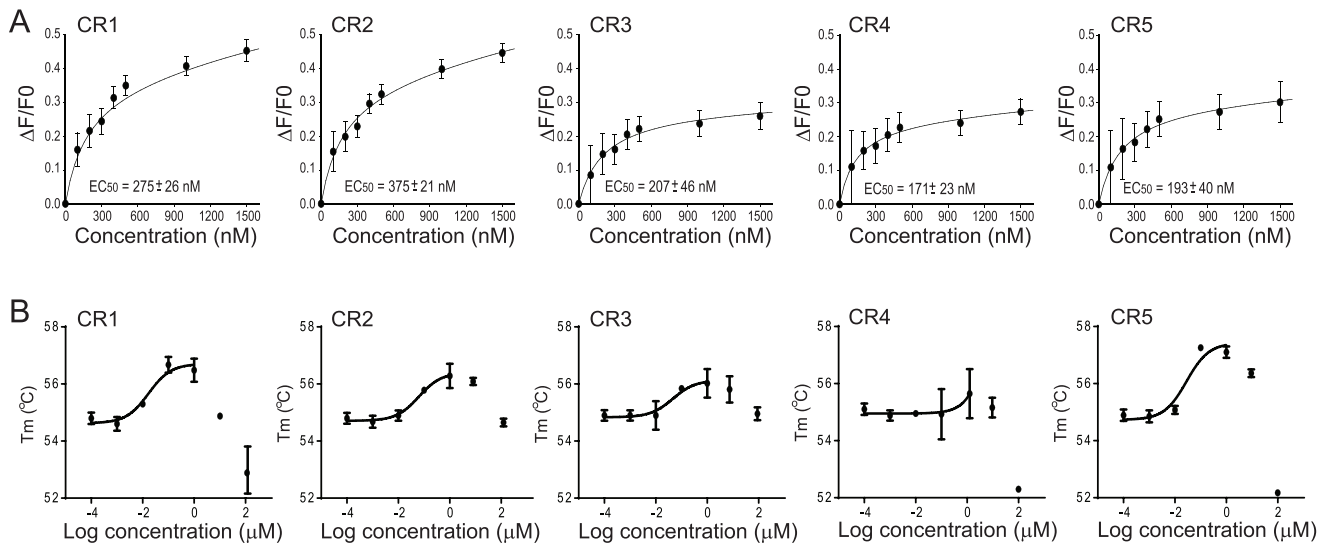 A
CR1 CR2 CR3 CR4 CR5
0.5 0.5 0.5 0.5 0.5
0.4 0.4 0.4 0.4 0.4
0.3 0.3 0.3 0.3 0.3
ΔF/F0 ΔF/F0 ΔF/F0 ΔF/F0 ΔF/F0
0.2 0.2 0.2 0.2 0.2
0.1 0.1 0.1 0.1 0.1
EC50 = 275± 26 nM EC50 = 375± 21 nM EC50 = 207± 46 nM EC50 = 171± 23 nM EC50 = 193± 40 nM
0.0 0.0 0.0 0.0 0.0
0 300 600 900 1200 1500 0 300 600 900 1200 1500 0 300 600 900 1200 1500 0 300 600 900 1200 1500 0 300 600 900 1200 1500
Concentration (nM) Concentration (nM) Concentration (nM) Concentration (nM) Concentration (nM)
B
CR1 CR2 CR3 CR4 CR5
58 58 58 58 58
56 56 56 56 56
Tm (°C) Tm (°C) Tm (°C) Tm (°C) Tm (°C)
54 54 54 54 54
52 52 52 52 52
-4 -2 0 2 -4 -2 0 2 -4 -2 0 2 -4 -2 0 2 -4 -2 0 2
Log concentration (μM) Log concentration (μM) Log concentration (μM) Log concentration (μM) Log concentration (μM)